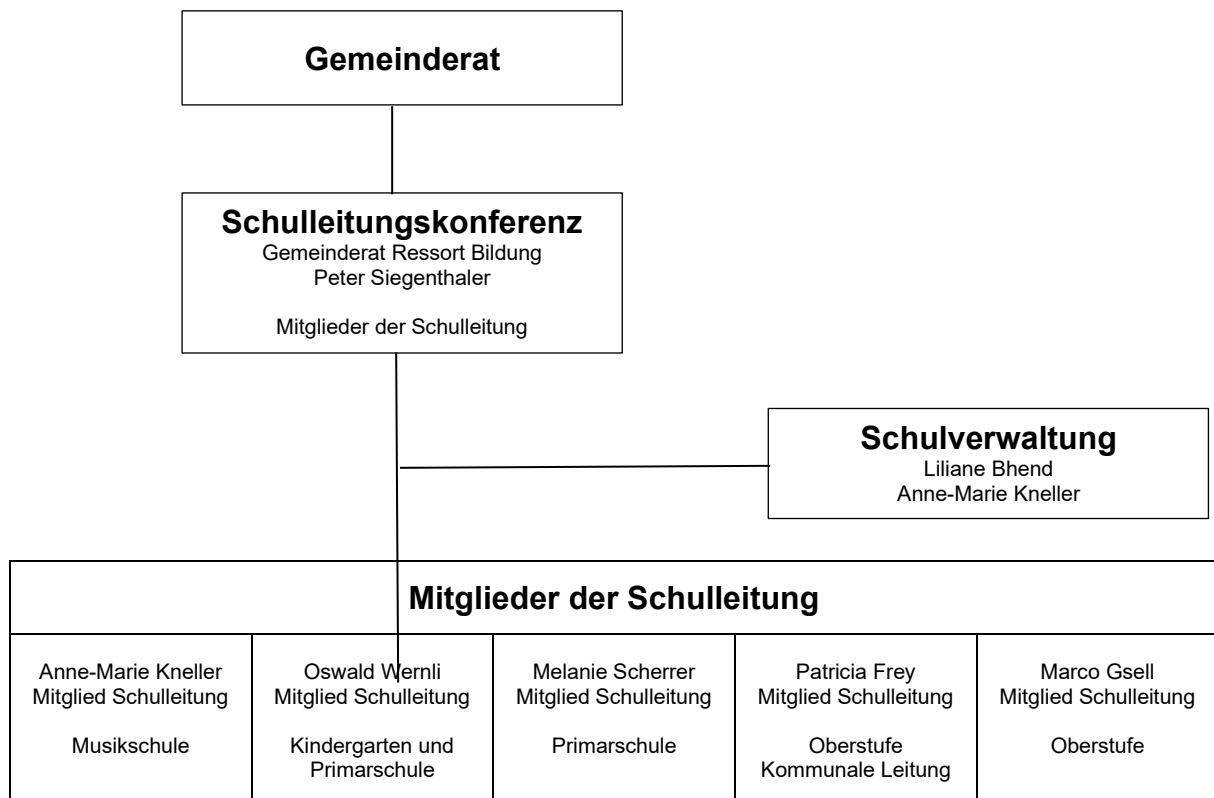 Gemeinderat
Schulleitungskonferenz
Gemeinderat Ressort Bildung
Peter Siegenthaler
Mitglieder der Schulleitung
Schulverwaltung
Liliane Bhend
Anne-Marie Kneller
Mitglieder der Schulleitung
Anne-Marie Kneller
Mitglied Schulleitung
Musikschule
Oswald Wernli
Mitglied Schulleitung
Kindergarten und
Primarschule
Melanie Scherrer
Mitglied Schulleitung
Primarschule
Patricia Frey
Mitglied Schulleitung
Oberstufe
Kommunale Leitung
Marco Gsell
Mitglied Schulleitung
Oberstufe